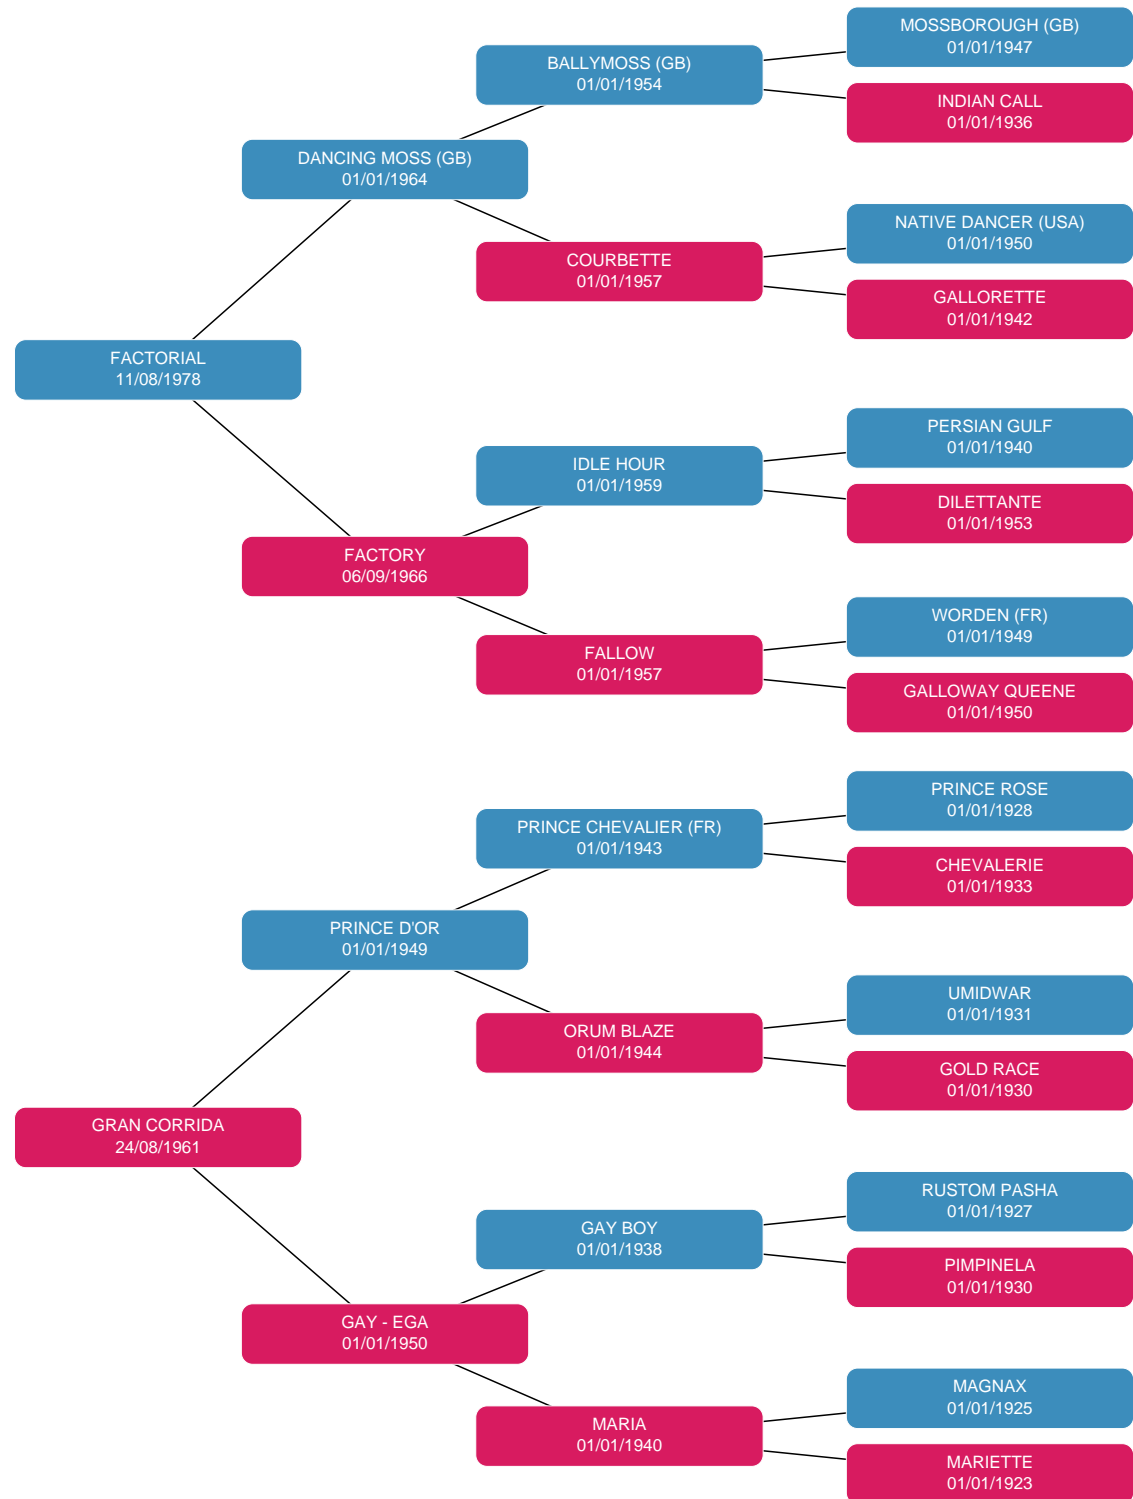 MOSSBOROUGH (GB)
01/01/1947
BALLYMOSS (GB)
01/01/1954
INDIAN CALL
01/01/1936
DANCING MOSS (GB)
01/01/1964
NATIVE DANCER (USA)
01/01/1950
COURBETTE
01/01/1957
GALLORETTE
01/01/1942
FACTORIAL
11/08/1978
PERSIAN GULF
01/01/1940
IDLE HOUR
01/01/1959
DILETTANTE
01/01/1953
FACTORY
06/09/1966
WORDEN (FR)
01/01/1949
FALLOW
01/01/1957
GALLOWAY QUEENE
01/01/1950
PRINCE ROSE
01/01/1928
PRINCE CHEVALIER (FR)
01/01/1943
CHEVALERIE
01/01/1933
PRINCE D'OR
01/01/1949
UMIDWAR
01/01/1931
ORUM BLAZE
01/01/1944
GOLD RACE
01/01/1930
GRAN CORRIDA
24/08/1961
RUSTOM PASHA
01/01/1927
GAY BOY
01/01/1938
PIMPINELA
01/01/1930
GAY - EGA
01/01/1950
MAGNAX
01/01/1925
MARIA
01/01/1940
MARIETTE
01/01/1923